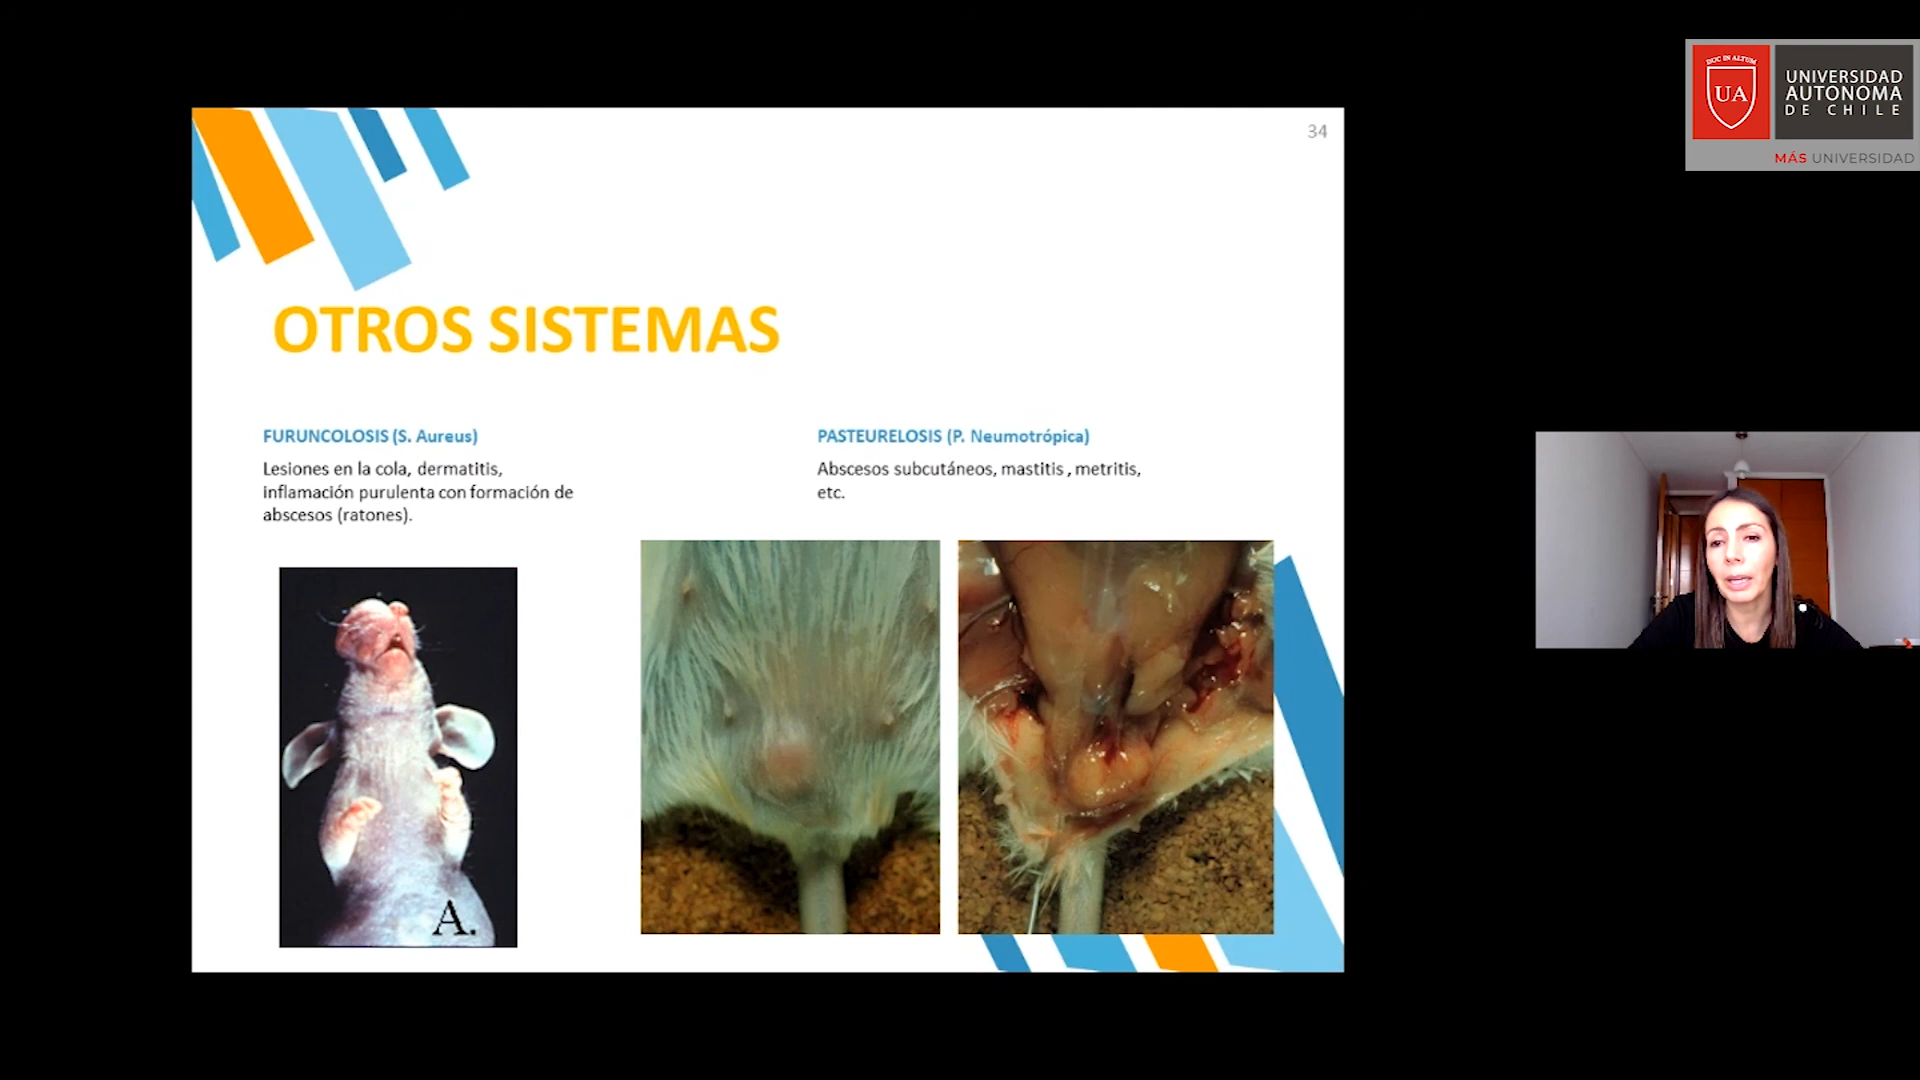 34
OTROS SISTEMAS
FURUNCOLOSIS (S. Aureus)
Lesiones en la cola, dermatitis,
inflamación purulenta con formación de
abscesos (ratones).
PASTEURELOSIS (P. Neumotrópica)
Abscesos subcutáneos, mastitis , metritis,
etc.
A.
DUC IN ALTUM
UA
UNIVERSIDAD
AUTONOMA
DE CHILE
MÁS UNIVERSIDAD